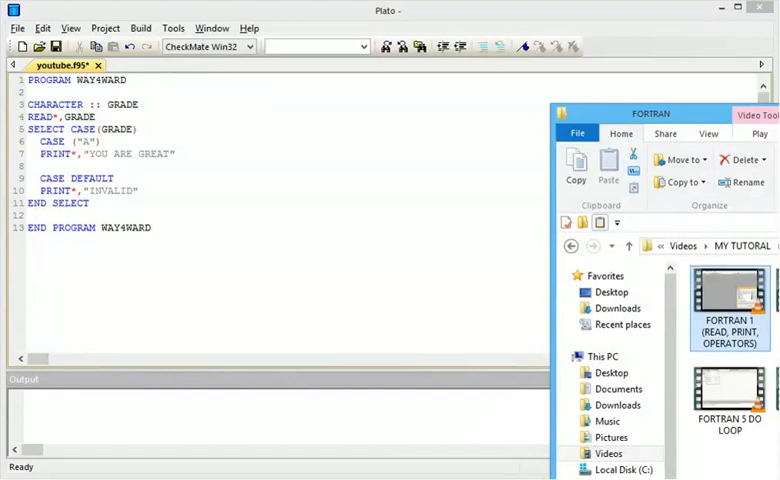 Plato -
File Edit View Project Build Tools Window Help
CheckMate Win32
youtube.f95*
1 PROGRAM WAY4WARD
2
3 CHARACTER :: GRADE
4 READ*,GRADE
5 SELECT CASE(GRADE)
6 CASE ("A")
7 PRINT*,"YOU ARE GREAT"
8
9 CASE DEFAULT
10 PRINT*,"INVALID"
11 END SELECT
12
13 END PROGRAM WAY4WARD
Output
Ready
FORTRAN
Video Tool
File Home Share View Play
Copy
Paste
Move to
Copy to
Delete
Rename
Clipboard
Organize
« Videos MY TUTORAL
Favorites
Desktop
Downloads
Recent places
This PC
Desktop
Documents
Downloads
Music
Pictures
Videos
Local Disk (C:)
FORTRAN 1
(READ, PRINT,
OPERATORS)
FORTRAN 5 DO
LOOP